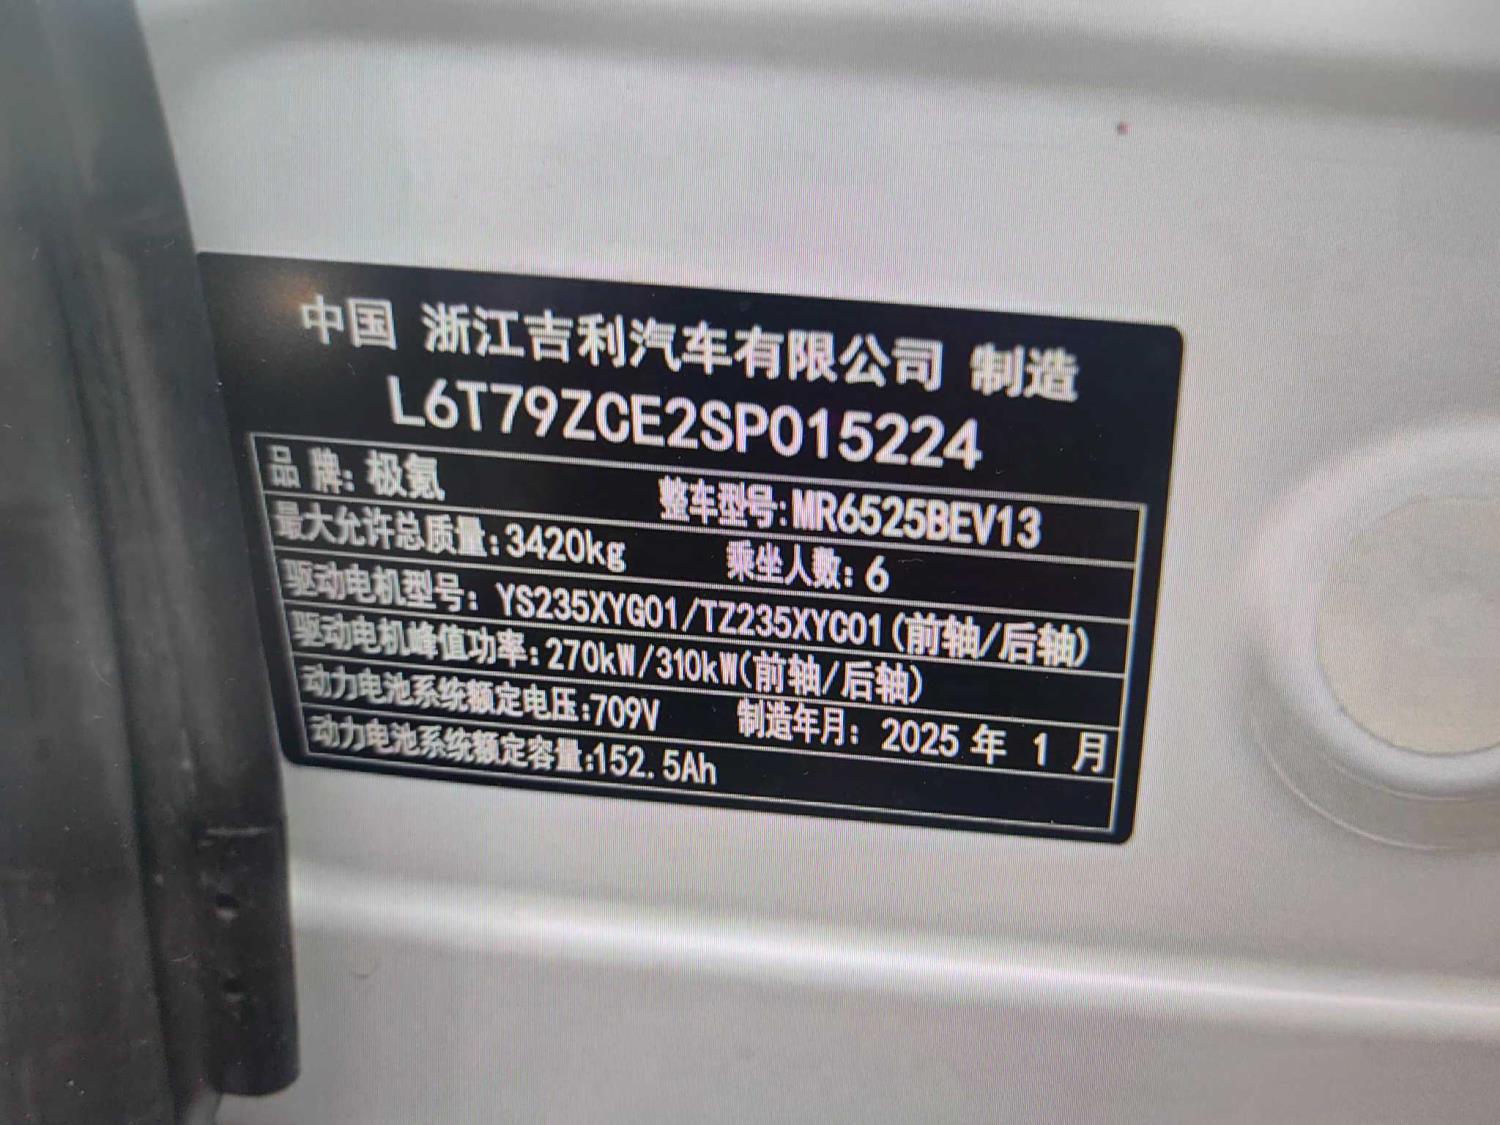 中国 浙江吉利汽车有限公司 制造
L6T79ZCE2SP015224
品牌:极氪 整车型号:MR6525BEV13
最大允许总质量:3420kg 乘坐人数:6
驱动电机型号:YS235XYG01/TZ235XYC01(前轴/后轴)
驱动电机峰值功率:270kW/310kW(前轴/后轴)
动力电池系统额定电压:709V 制造年月:2025年1月
动力电池系统额定容量:152.5Ah